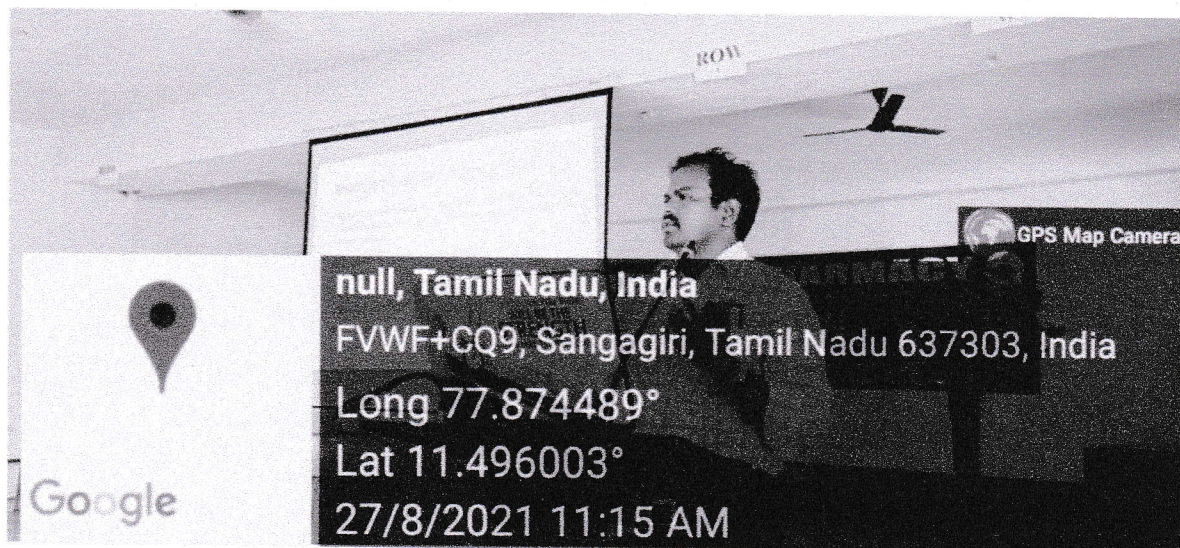 ROW
GPS Map Camera
null, Tamil Nadu, India
FVWF+CQ9, Sangagiri, Tamil Nadu 637303, India
Long 77.874489°
Lat 11.496003°
27/8/2021 11:15 AM
Google